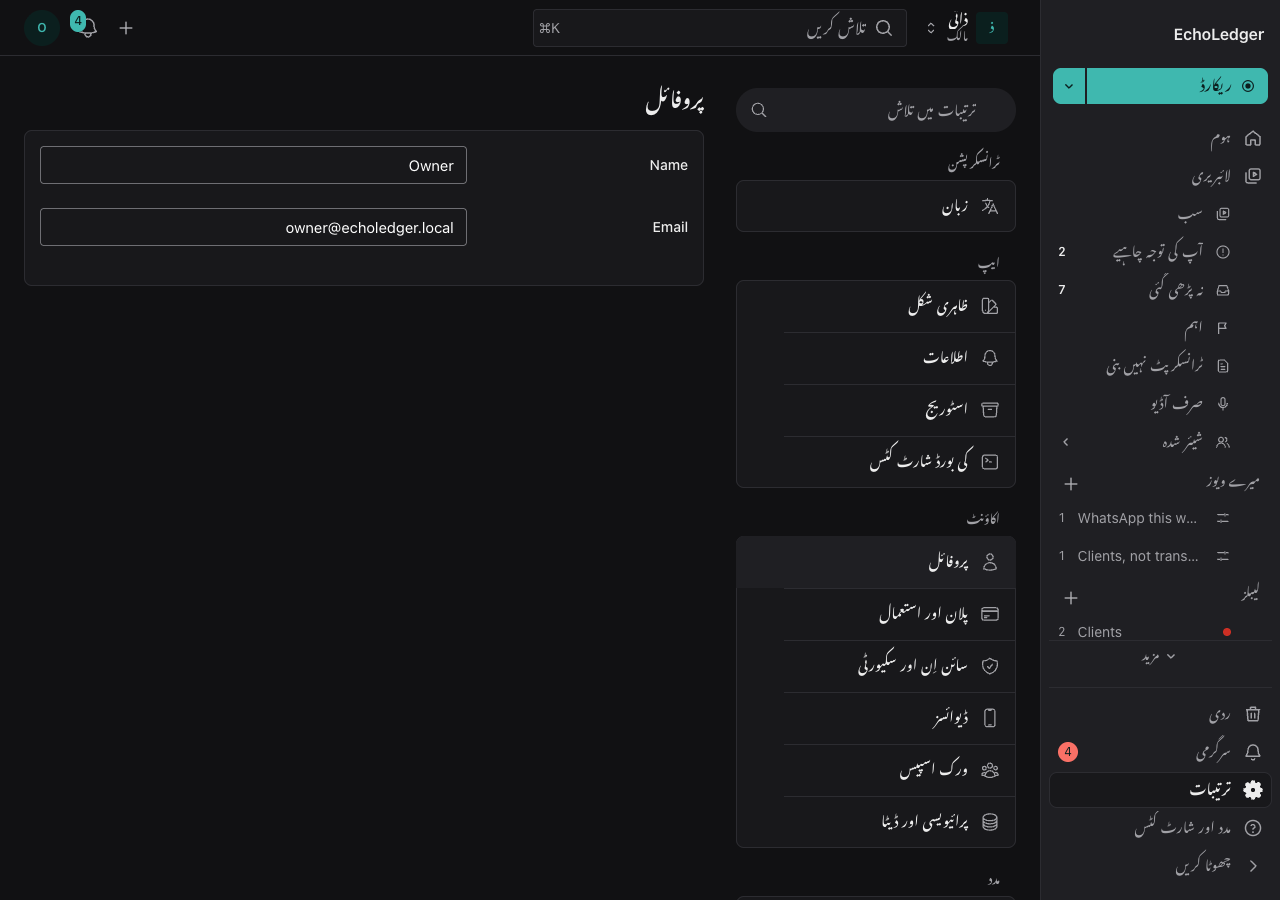 EchoLedger
ریکارڈ
ہوم
لائبریری
سب
آپ کی توجہ چاہیے 2
نہ پڑھی گئی 7
اہم
ٹرانسکرپٹ نہیں بنی
صرف آڈیو
شیئر شدہ
میرے ویوز
WhatsApp this w... 1
Clients, not trans... 1
لیبلز
Clients 2
مزید
ردی
سرگرمی 4
ترتیبات
مدد اور شارٹ کٹس
چھوٹا کریں
ذ
ذاتی
مالک
تلاش کریں ⌘K
4
O
ترتیبات میں تلاش
ٹرانسکرپشن
زبان
ایپ
ظاہری شکل
اطلاعات
اسٹوریج
کی بورڈ شارٹ کٹس
اکاؤنٹ
پروفائل
پلان اور استعمال
سائن اِن اور سکیورٹی
ڈیوائسز
ورک اسپیس
پرائیویسی اور ڈیٹا
مدد
پروفائل
Name Owner
Email owner@echoledger.local